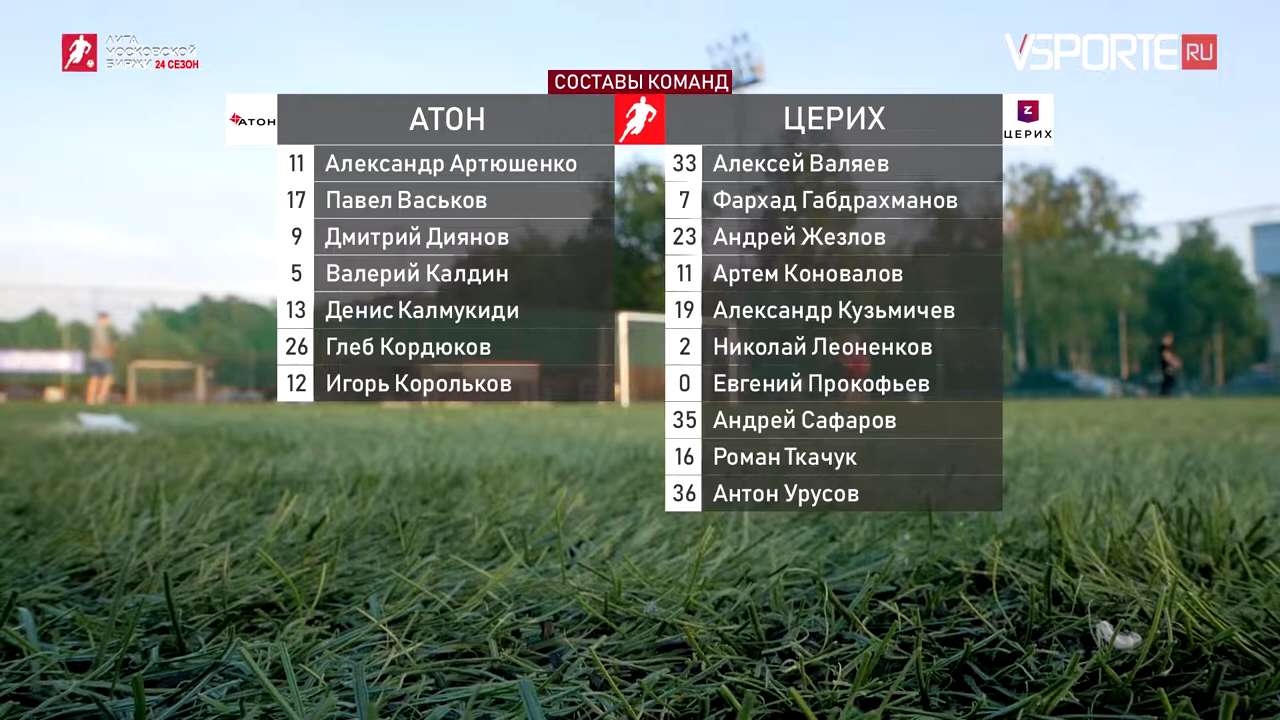 ЛИГА
МОСКОВСКОЙ
БИРЖИ 24 СЕЗОН
VSPORTE RU
СОСТАВЫ КОМАНД
АТОН АТОН ЦЕРИХ Z ЦЕРИХ
11 Александр Артюшенко 33 Алексей Валяев
17 Павел Васьков 7 Фархад Габдрахманов
9 Дмитрий Диянов 23 Андрей Жезлов
5 Валерий Калдин 11 Артем Коновалов
13 Денис Калмукиди 19 Александр Кузьмичев
26 Глеб Кордюков 2 Николай Леоненков
12 Игорь Корольков 0 Евгений Прокофьев
35 Андрей Сафаров
16 Роман Ткачук
36 Антон Урусов